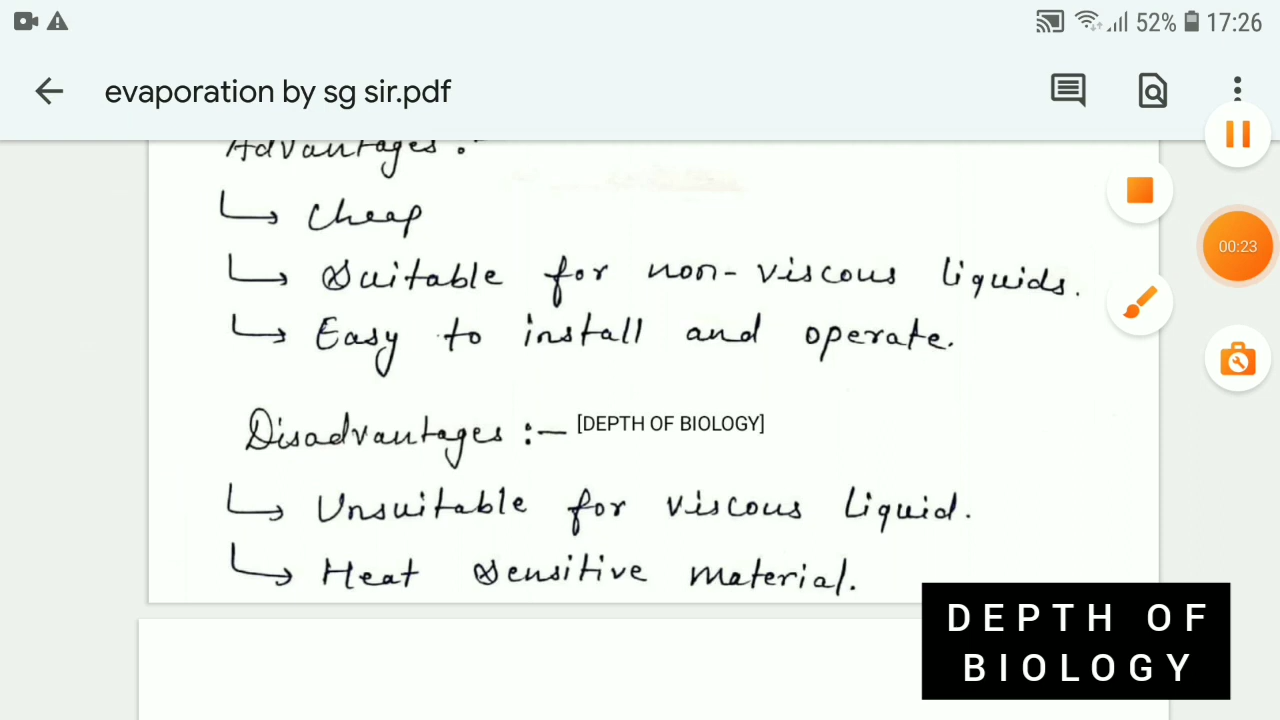 52% 17:26
evaporation by sg sir.pdf
Advantages :-
↳ Cheap
↳ Suitable for non-viscous liquids.
↳ Easy to install and operate.
00:23
Disadvantages :— [DEPTH OF BIOLOGY]
↳ Unsuitable for viscous liquid.
↳ Heat sensitive material.
DEPTH OF
BIOLOGY